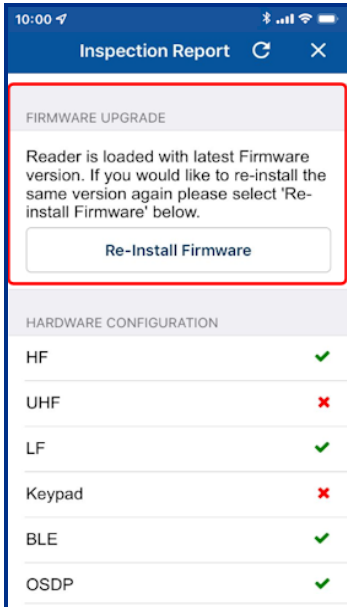 10:00
Inspection Report
FIRMWARE UPGRADE
Reader is loaded with latest Firmware
version. If you would like to re-install the
same version again please select 'Re-
install Firmware' below.
Re-Install Firmware
HARDWARE CONFIGURATION
HF
UHF
LF
Keypad
BLE
OSDP